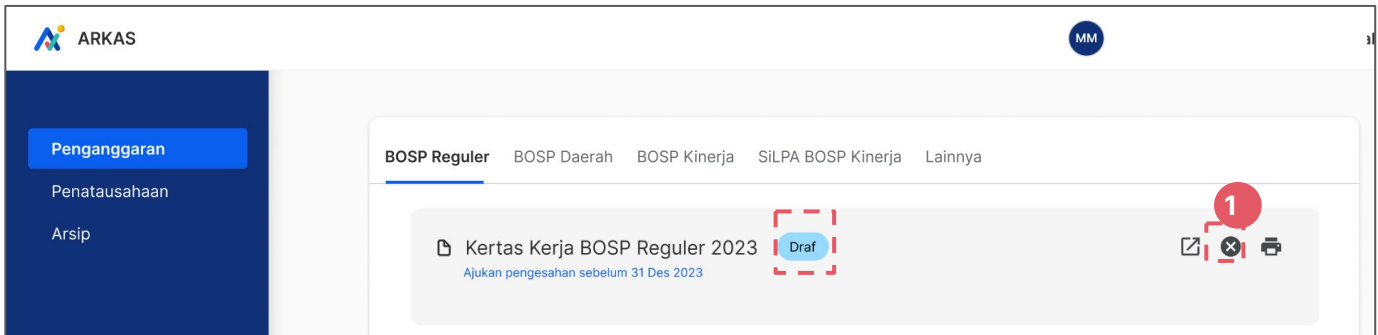 ARKAS
MM
Penganggaran
Penatausahaan
Arsip
BOSP Reguler BOSP Daerah BOSP Kinerja SiLPA BOSP Kinerja Lainnya
1
Kertas Kerja BOSP Reguler 2023 Draf
Ajukan pengesahan sebelum 31 Des 2023